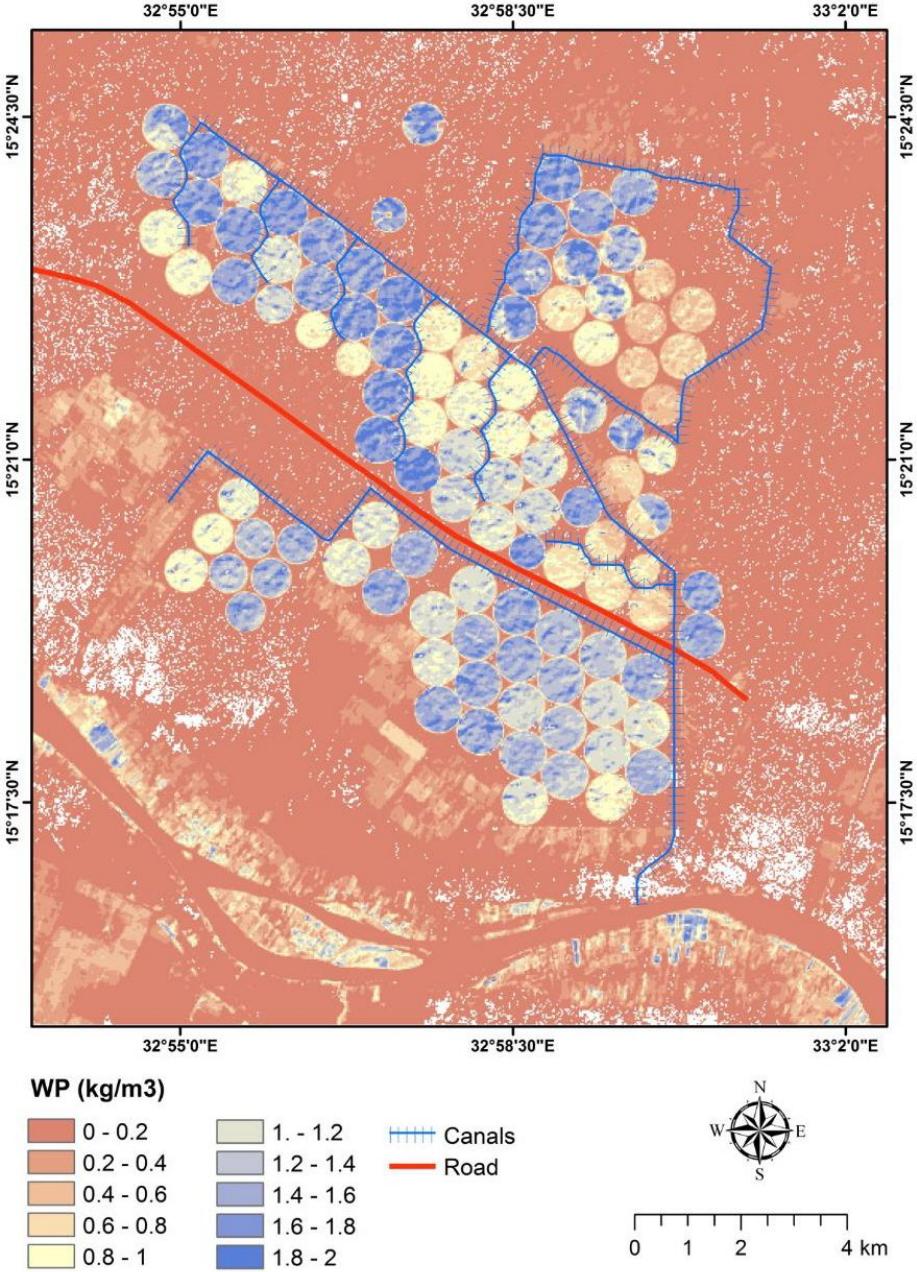 32°55'0"E 32°58'30"E 33°2'0"E
15°24'30"N 15°24'30"N
15°21'0"N 15°21'0"N
15°17'30"N 15°17'30"N
32°55'0"E 32°58'30"E 33°2'0"E
WP (kg/m3)
0 - 0.2
0.2 - 0.4
0.4 - 0.6
0.6 - 0.8
0.8 - 1
1. - 1.2
1.2 - 1.4
1.4 - 1.6
1.6 - 1.8
1.8 - 2
Canals
Road
N
W E
S
0 1 2 4 km